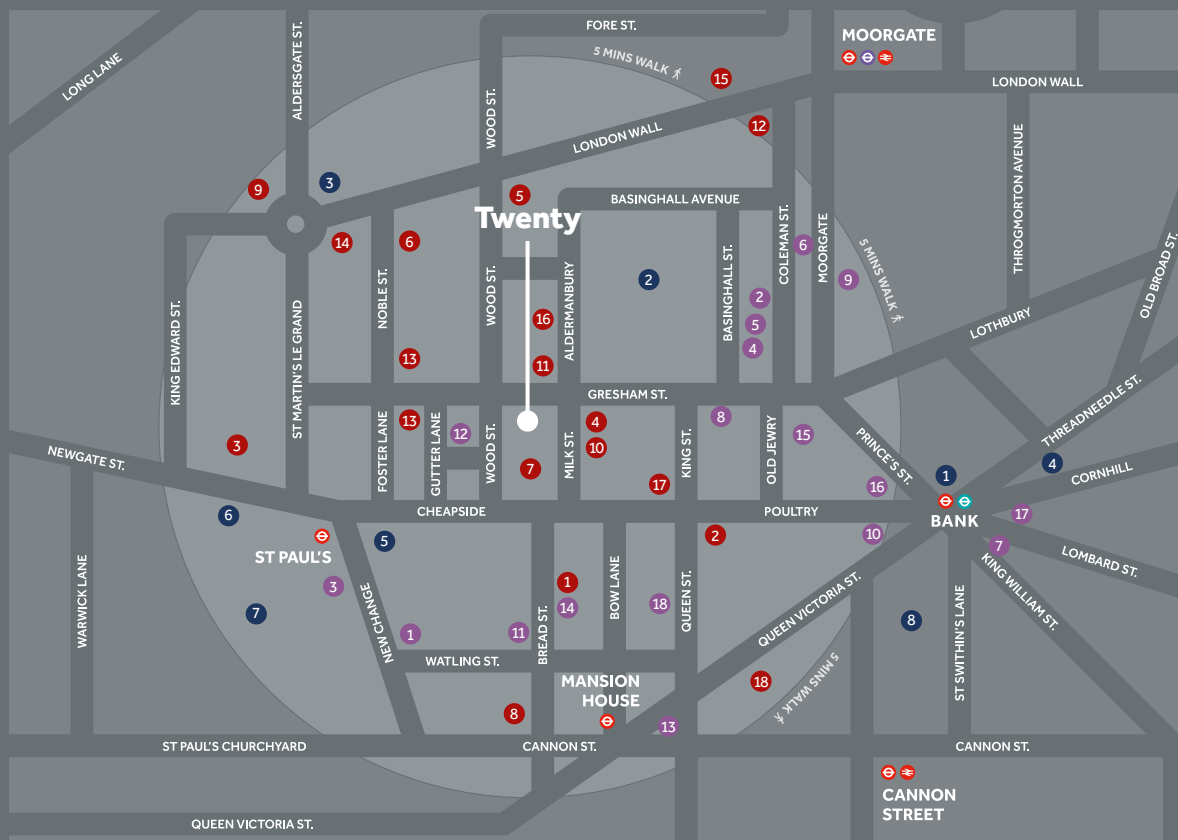 FORE ST.
MOORGATE
5 MINS WALK
LONG LANE
ALDERSGATE ST.
15
LONDON WALL
WOOD ST.
12
LONDON WALL
THROGMORTON AVENUE
3
9
5
BASINGHALL AVENUE
Twenty
14
6
COLEMAN ST.
6
MOORGATE
5 MINS WALK
OLD BROAD ST.
2
9
KING EDWARD ST.
ST MARTIN'S LE GRAND
NOBLE ST.
WOOD ST.
ALDERMANBURY
BASINGHALL ST.
2
5
4
16
LOTHBURY
13
11
GRESHAM ST.
THREADNEEDLE ST.
3
13
12
4
10
8
15
NEWGATE ST.
FOSTER LANE
GUTTER LANE
WOOD ST.
7
MILK ST.
17
KING ST.
OLD JEWRY
PRINCE'S ST.
16
1
4
CORNHILL
6
CHEAPSIDE
POULTRY
BANK
17
ST PAUL'S
5
2
10
7
LOMBARD ST.
WARWICK LANE
3
7
NEW CHANGE
1
11
BREAD ST.
1
14
BOW LANE
18
QUEEN ST.
QUEEN VICTORIA ST.
8
ST SWITHIN'S LANE
KING WILLIAM ST.
WATLING ST.
MANSION
HOUSE
18
5 MINS WALK
8
13
ST PAUL'S CHURCHYARD
CANNON ST.
CANNON ST.
CANNON
STREET
QUEEN VICTORIA ST.